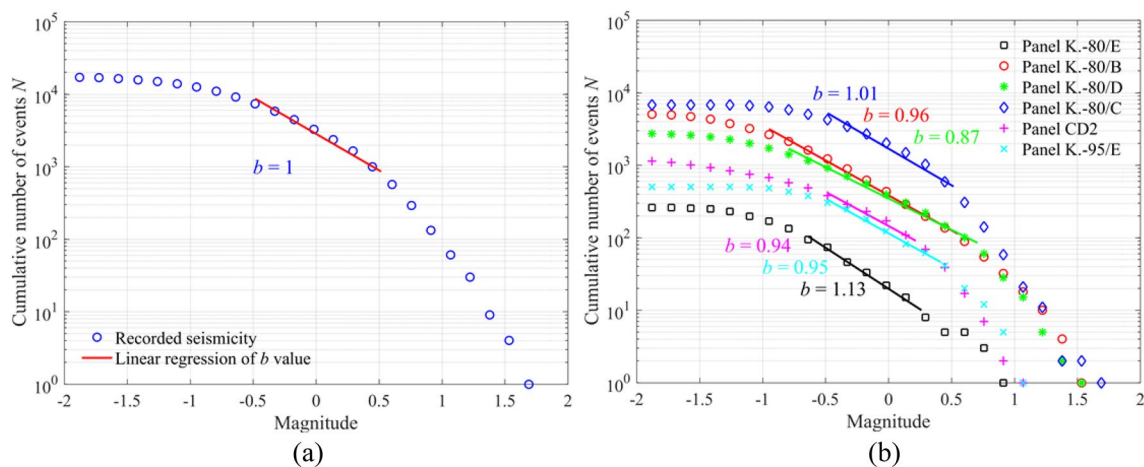 10^5
10^4
10^3
10^2
10^1
10^0
Cumulative number of events N
b = 1
Recorded seismicity
Linear regression of b value
-2 -1.5 -1 -0.5 0 0.5 1 1.5 2
Magnitude
(a)
10^5
10^4
10^3
10^2
10^1
10^0
Cumulative number of events N
Panel K.-80/E
Panel K.-80/B
Panel K.-80/D
Panel K.-80/C
Panel CD2
Panel K.-95/E
b = 1.01
b = 0.96
b = 0.87
b = 0.94
b = 0.95
b = 1.13
-2 -1.5 -1 -0.5 0 0.5 1 1.5 2
Magnitude
(b)